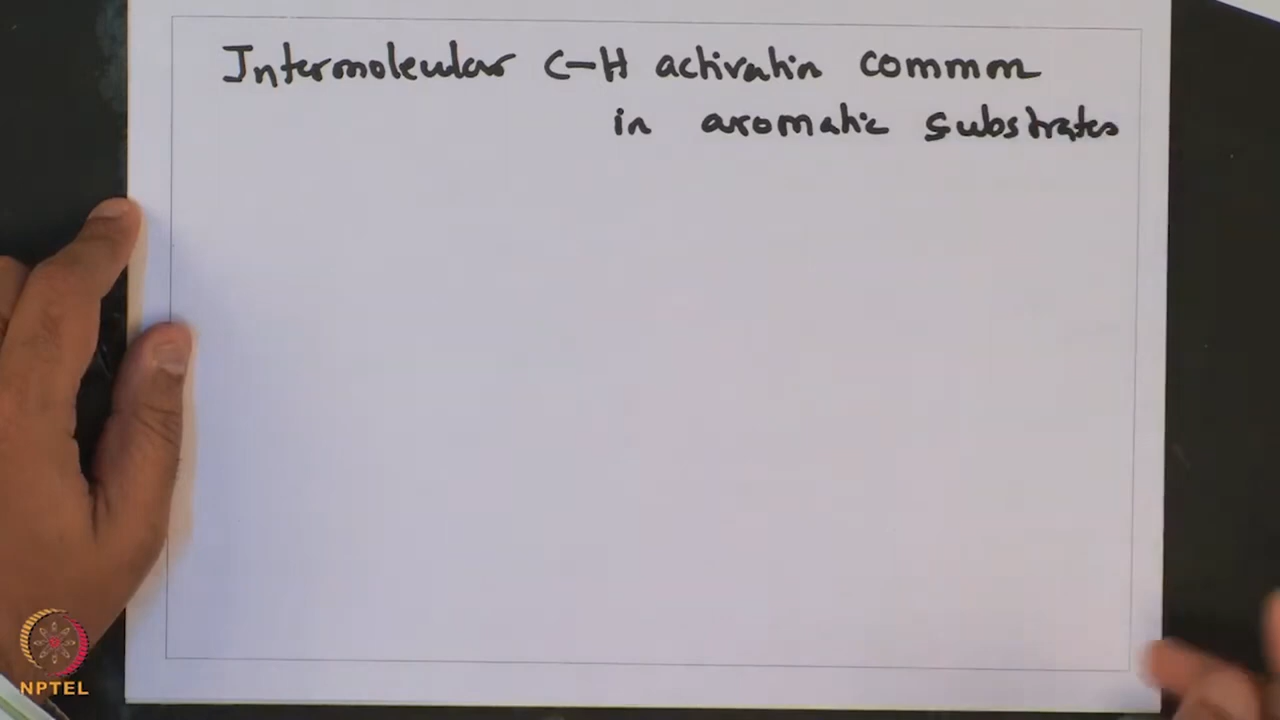 Intermolecular C-H activation common
in aromatic substrates
NPTEL